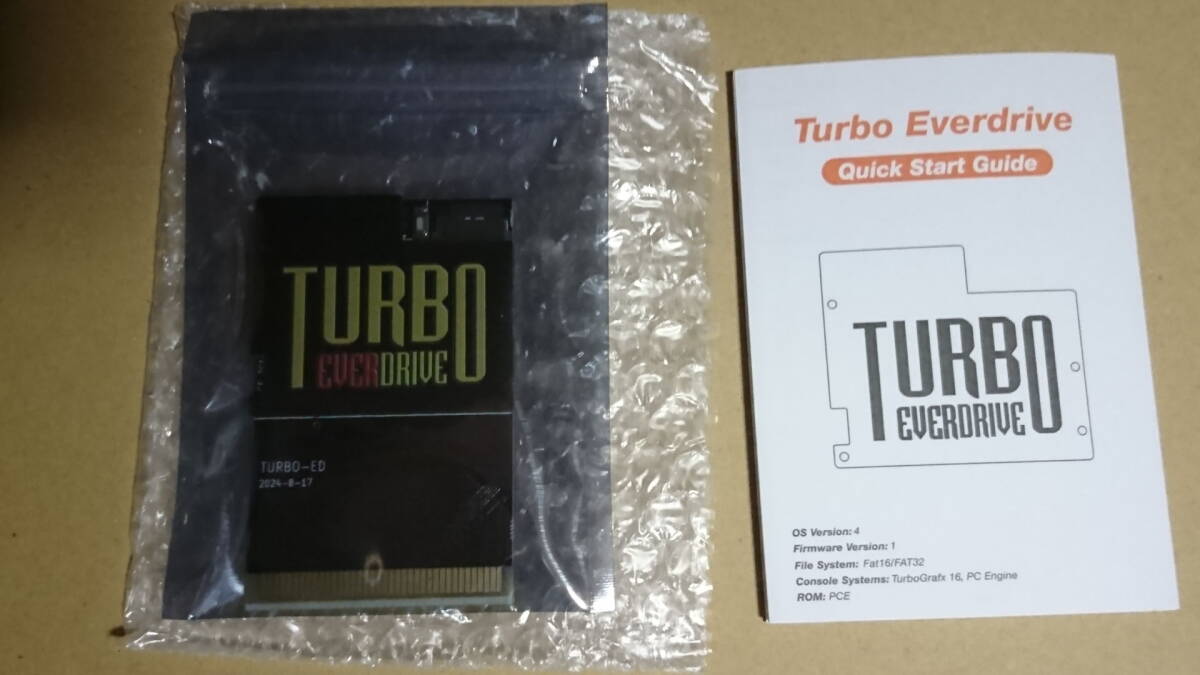 TURBO
EVERDRIVE
TURBO-ED
2024-8-17
Turbo Everdrive
Quick Start Guide
TURBO
EVERDRIVE
OS Version: 4
Firmware Version: 1
File System: Fat16/FAT32
Console Systems: TurboGrafx 16, PC Engine
ROM: PCE